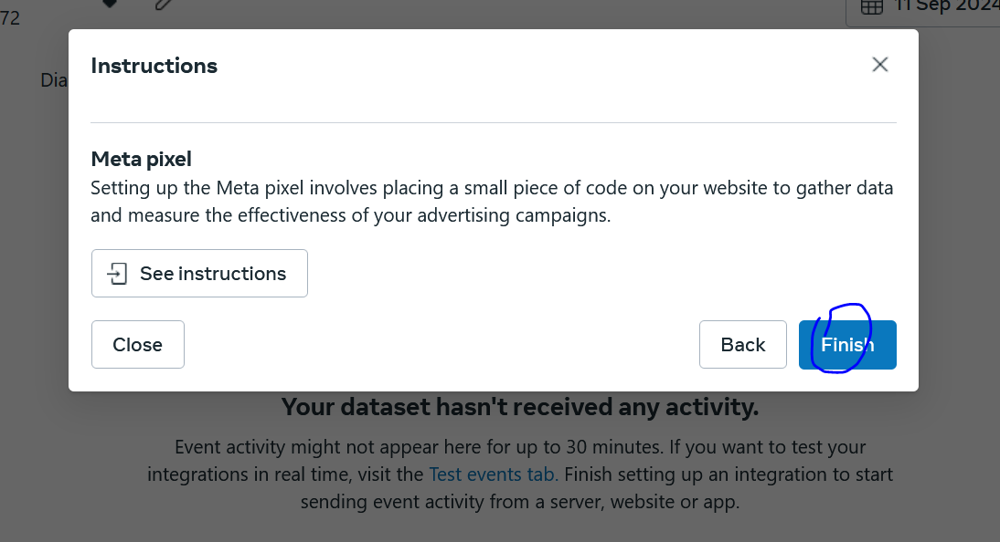 72
11 Sep 2024
Instructions
Dia
Meta pixel
Setting up the Meta pixel involves placing a small piece of code on your website to gather data
and measure the effectiveness of your advertising campaigns.
See instructions
Close
Back
Finish
Your dataset hasn't received any activity.
Event activity might not appear here for up to 30 minutes. If you want to test your
integrations in real time, visit the Test events tab. Finish setting up an integration to start
sending event activity from a server, website or app.